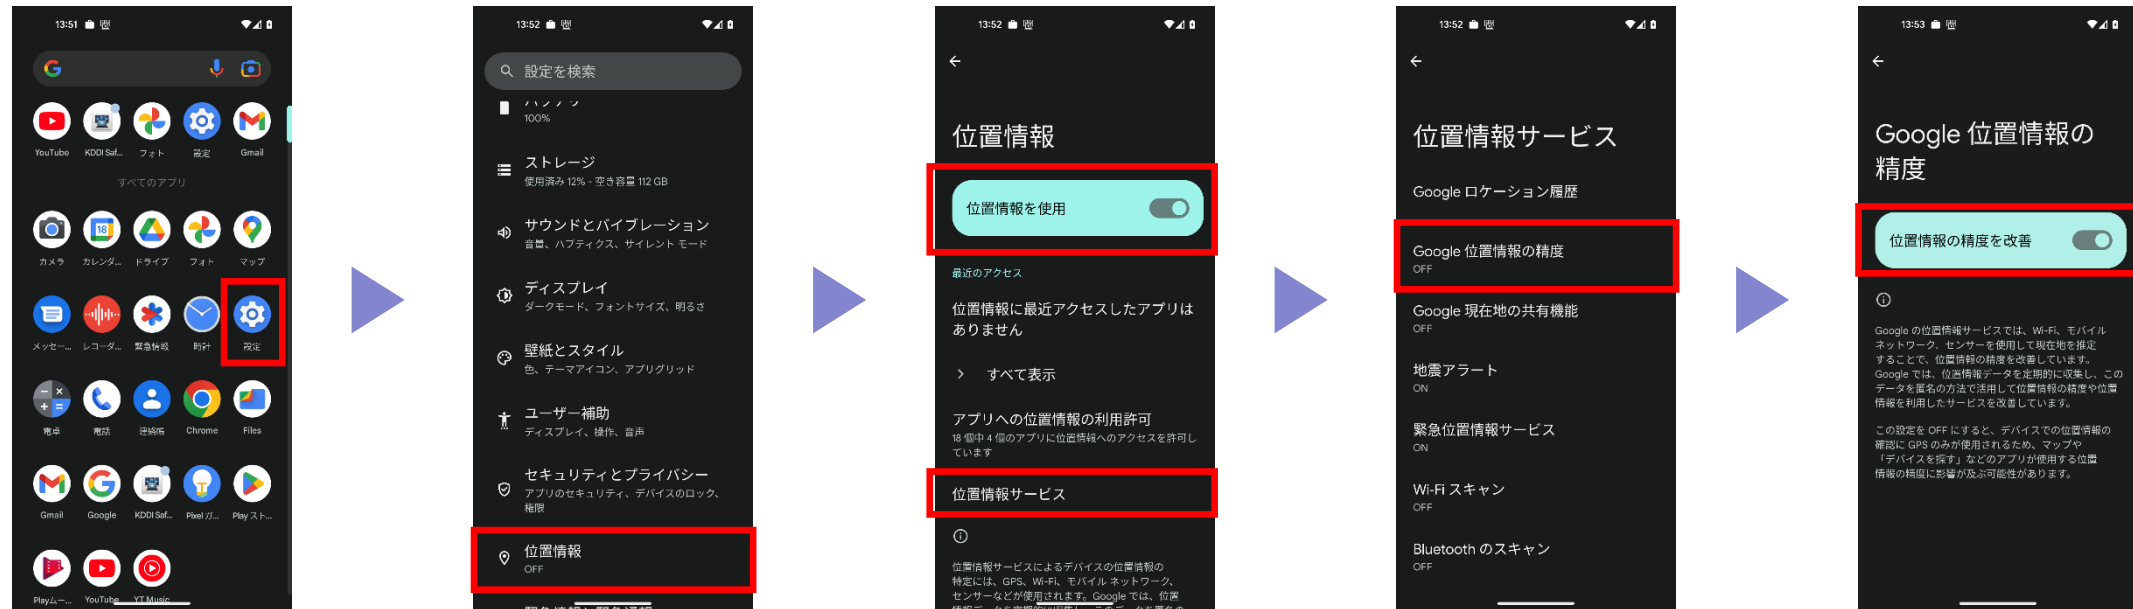 13:51
YouTube
KDDI Saf...
フォト
設定
Gmail
すべてのアプリ
カメラ
カレンダ...
ドライブ
フォト
マップ
メッセー...
レコーダ...
緊急情報
時計
設定
電卓
電話
連絡帳
Chrome
Files
Gmail
Google
KDDI Saf...
Pixel ガ...
Play スト...
Playムー...
YouTube
YT Music
13:52
設定を検索
バッテリ
100%
ストレージ
使用済み 12% - 空き容量 112 GB
サウンドとバイブレーション
音量、ハプティクス、サイレント モード
ディスプレイ
ダークモード、フォントサイズ、明るさ
壁紙とスタイル
色、テーマアイコン、アプリグリッド
ユーザー補助
ディスプレイ、操作、音声
セキュリティとプライバシー
アプリのセキュリティ、デバイスのロック、
権限
位置情報
OFF
13:52
位置情報
位置情報を使用
最近のアクセス
位置情報に最近アクセスしたアプリは
ありません
すべて表示
アプリへの位置情報の利用許可
18 個中 4 個のアプリに位置情報へのアクセスを許可し
ています
位置情報サービス
位置情報サービスによるデバイスの位置情報の
特定には、GPS、Wi-Fi、モバイル ネットワーク、
センサーなどが使用されます。Google では、位置
13:52
位置情報サービス
Google ロケーション履歴
Google 位置情報の精度
OFF
Google 現在地の共有機能
OFF
地震アラート
ON
緊急位置情報サービス
ON
Wi-Fi スキャン
OFF
Bluetooth のスキャン
OFF
13:53
Google 位置情報の
精度
位置情報の精度を改善
Google の位置情報サービスでは、Wi-Fi、モバイル
ネットワーク、センサーを使用して現在地を推定
することで、位置情報の精度を改善しています。
Google では、位置情報データを定期的に収集し、この
データを匿名の方法で活用して位置情報の精度や位置
情報を利用したサービスを改善しています。
この設定を OFF にすると、デバイスでの位置情報の
確認に GPS のみが使用されるため、マップや
「デバイスを探す」などのアプリが使用する位置
情報の精度に影響が及ぶ可能性があります。